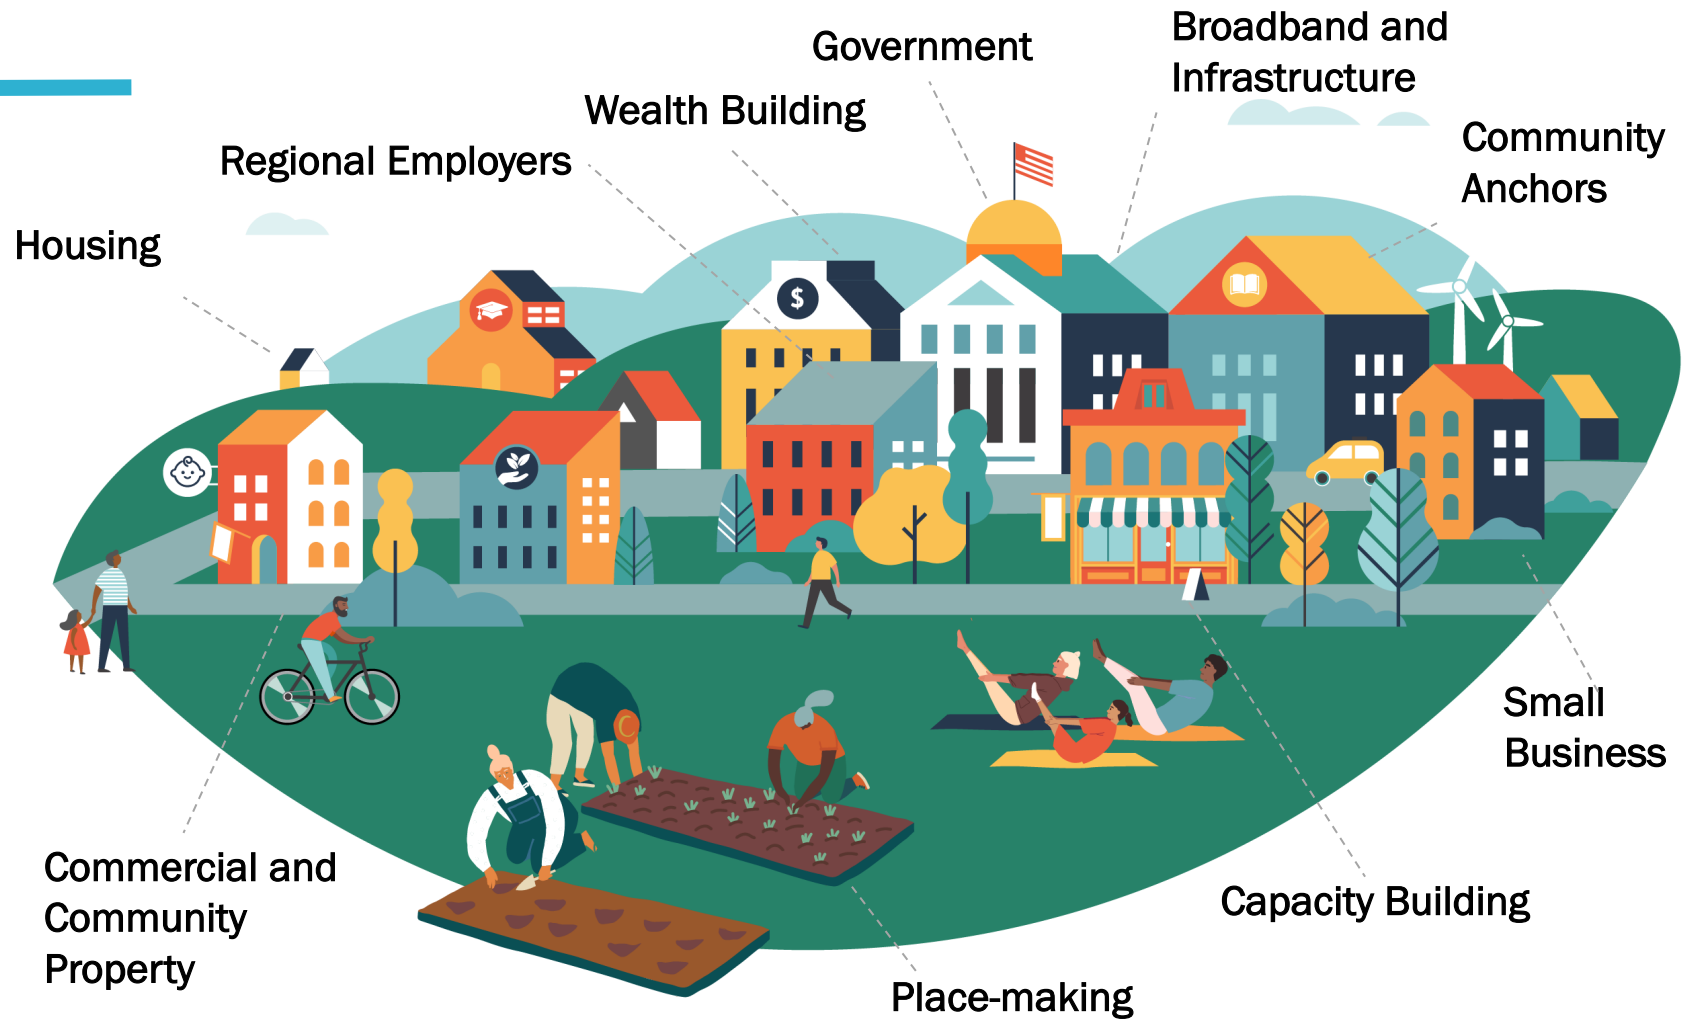 Government
Broadband and
Infrastructure
Wealth Building
Community
Anchors
Regional Employers
Housing
$
C
Small
Business
Commercial and
Community
Property
Capacity Building
Place-making